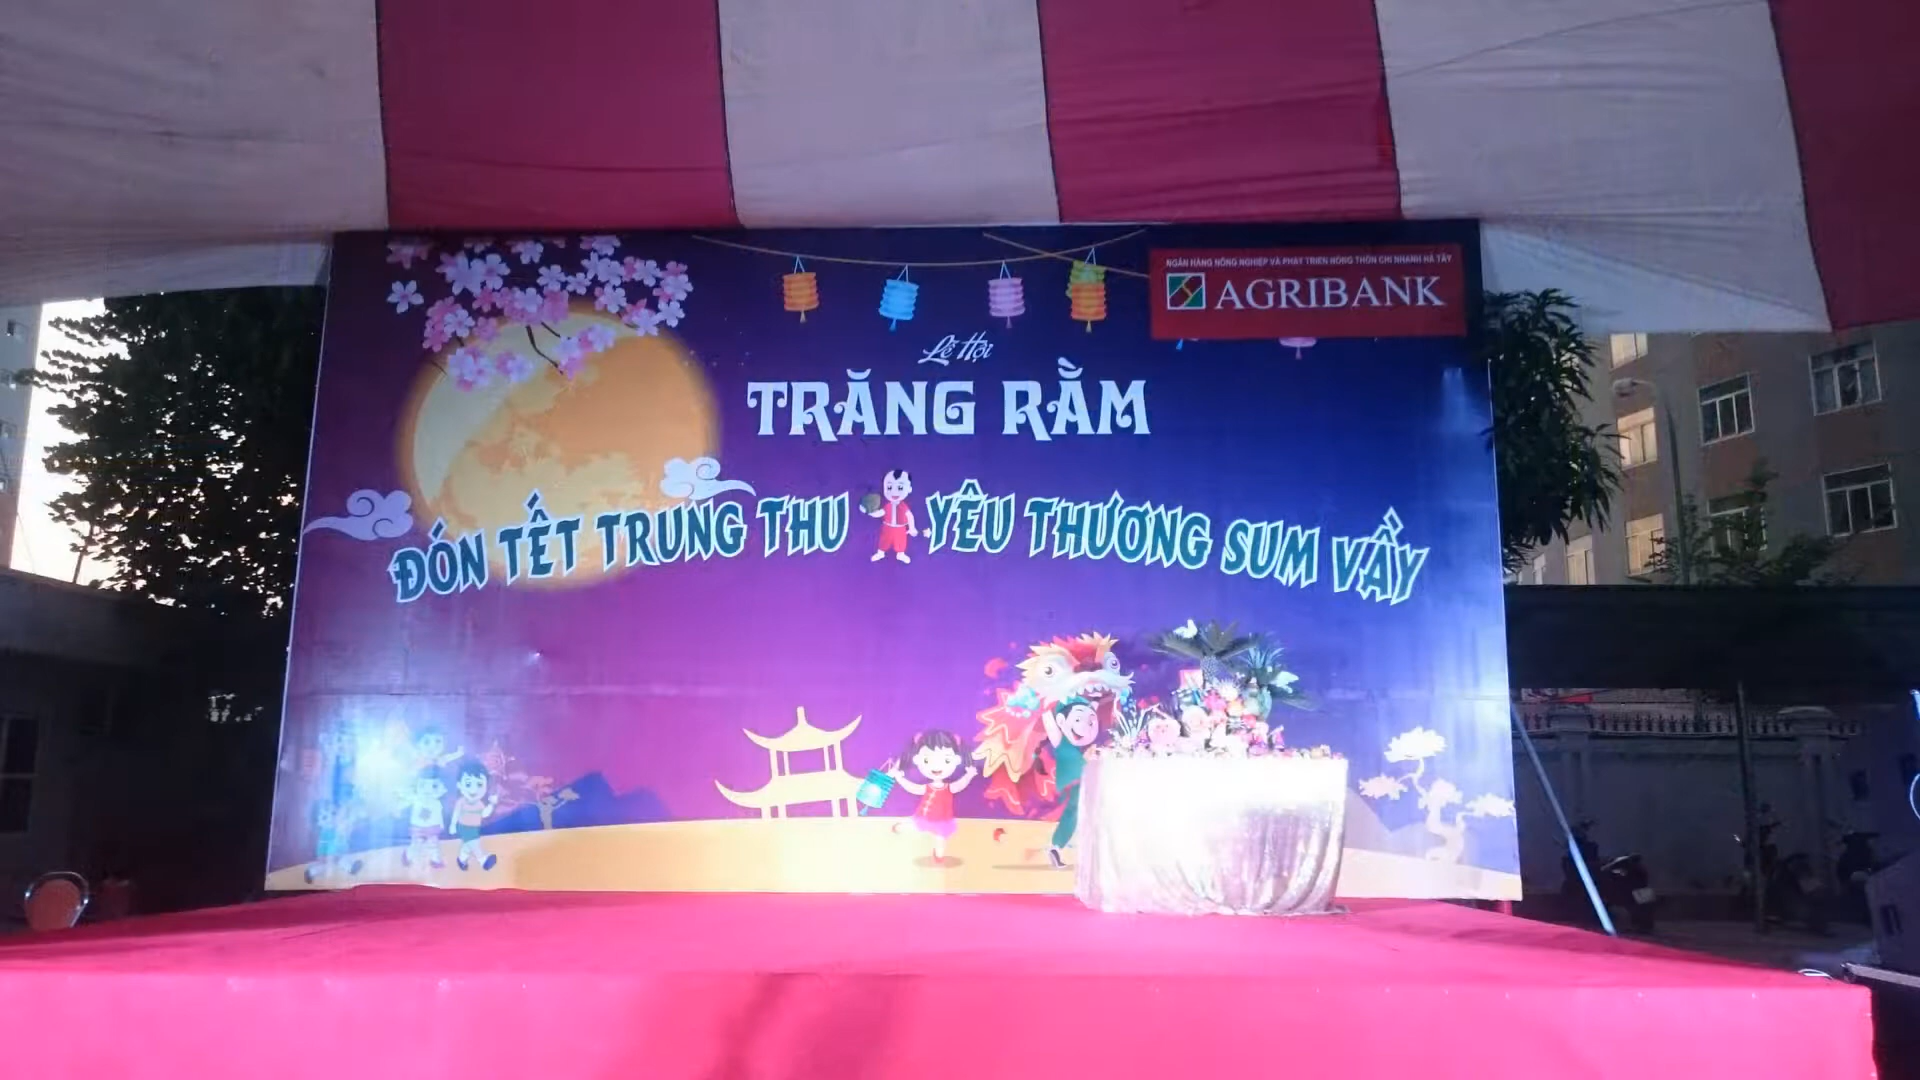 NGÂN HÀNG NÔNG NGHIỆP VÀ PHÁT TRIỂN NÔNG THÔN CHI NHÁNH HÀ TÂY
AGRIBANK
Lễ Hội
TRĂNG RẰM
ĐÓN TẾT TRUNG THU YÊU THƯƠNG SUM VẦY